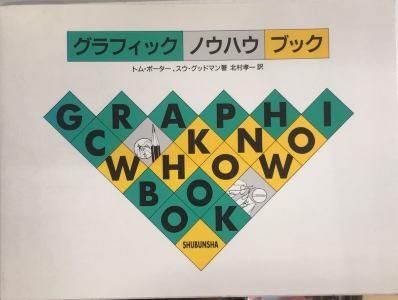 グラフィック ノウハウ ブック
トム・ポーター、スウ・グッドマン著 北村孝一 訳
GRAPHI
CKNO
WHOW
BOOK
SHUBUNSHA